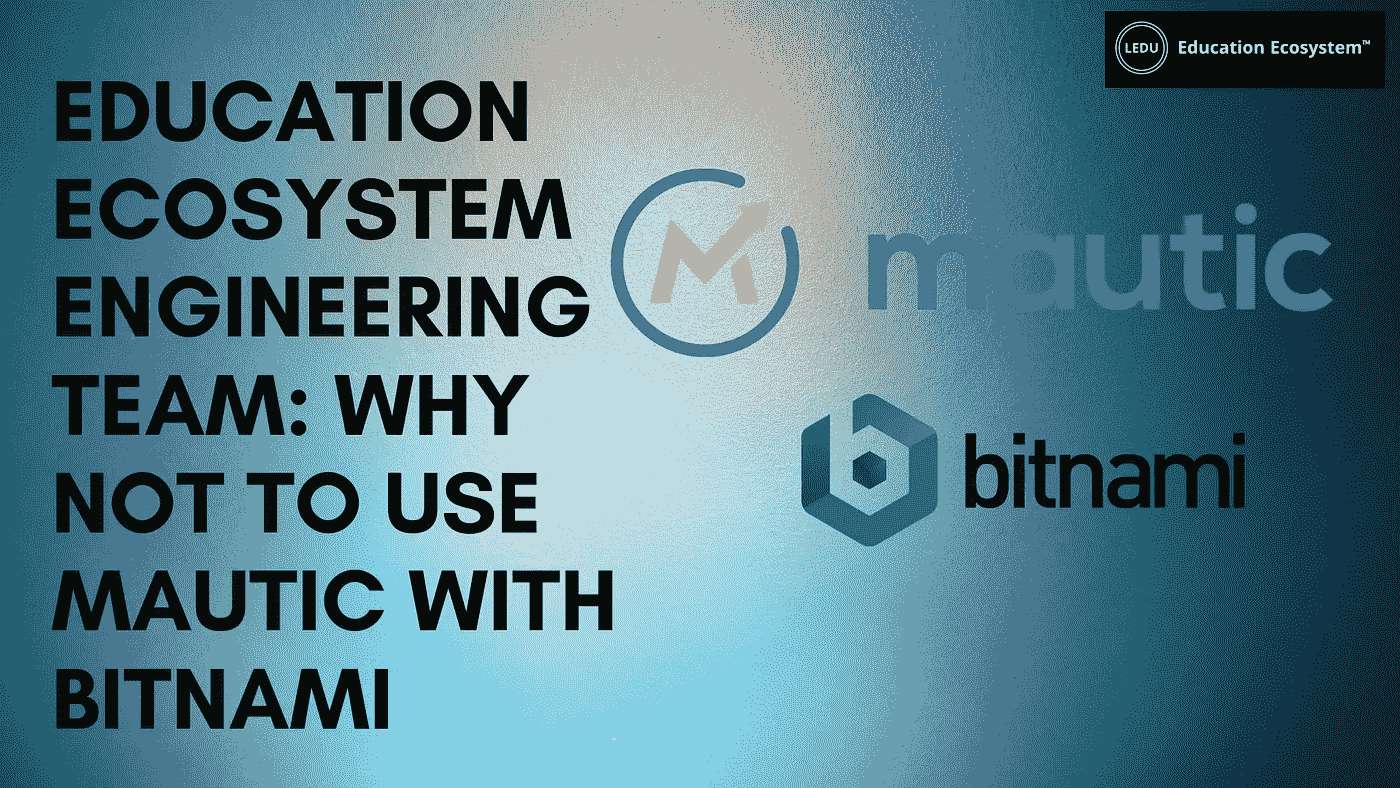 LEDU Education Ecosystem™
EDUCATION
ECOSYSTEM
ENGINEERING
TEAM: WHY
NOT TO USE
MAUTIC WITH
BITNAMI
mautic
bitnami